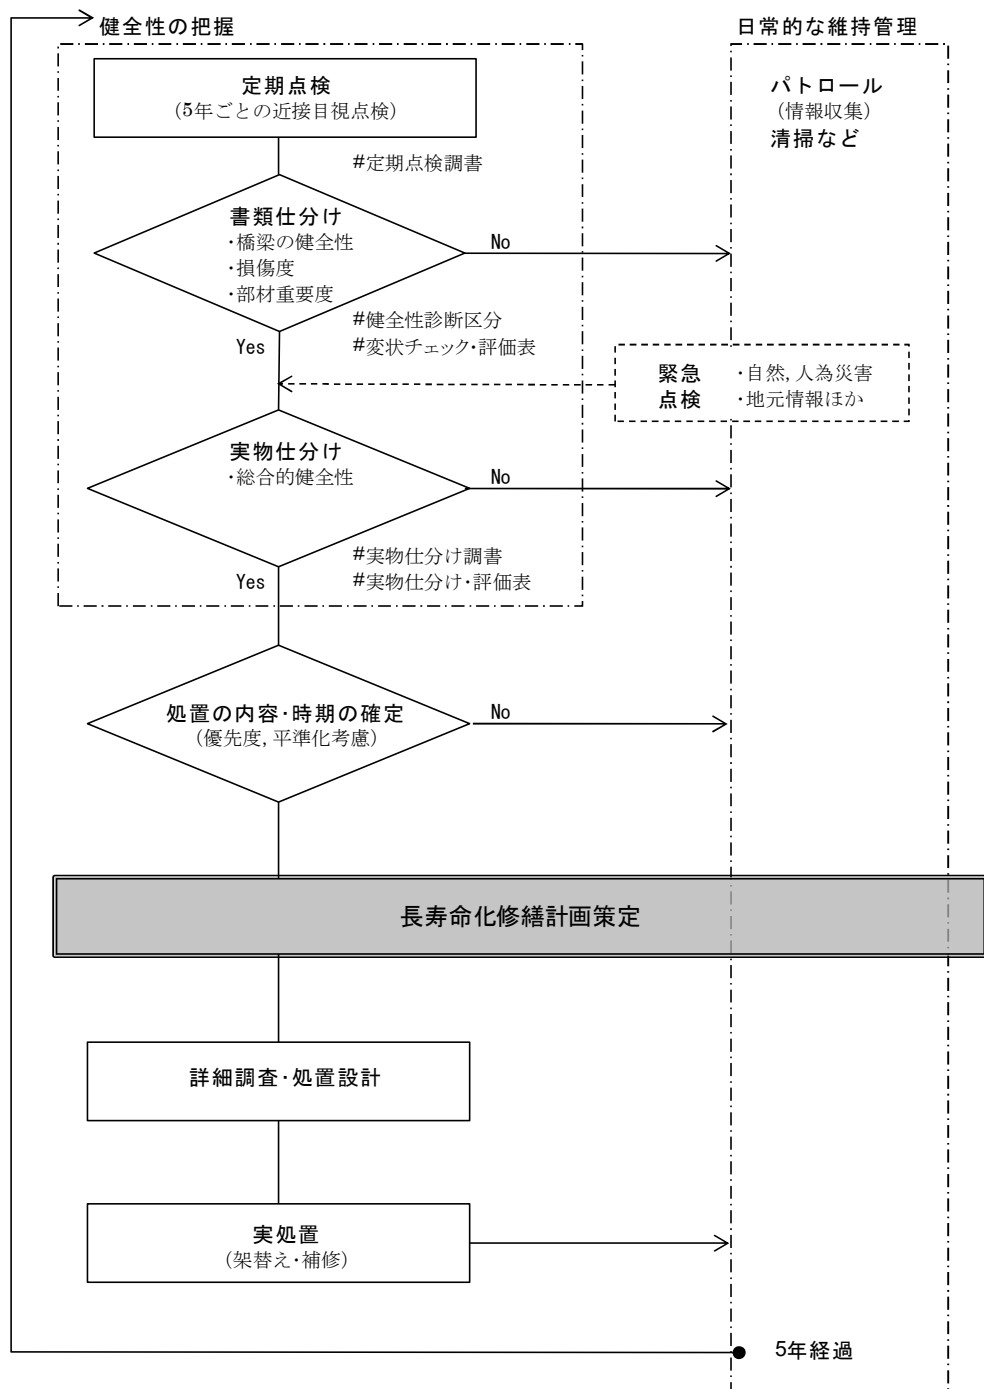 健全性の把握
日常的な維持管理
定期点検
(5年ごとの近接目視点検)
パトロール
(情報収集)
清掃など
#定期点検調書
書類仕分け
・橋梁の健全性
・損傷度
・部材重要度
No
#健全性診断区分
#変状チェック・評価表
Yes
緊急
点検
・自然,人為災害
・地元情報ほか
実物仕分け
・総合的健全性
No
#実物仕分け調書
#実物仕分け・評価表
Yes
処置の内容・時期の確定
(優先度,平準化考慮)
No
長寿命化修繕計画策定
詳細調査・処置設計
実処置
(架替え・補修)
5年経過